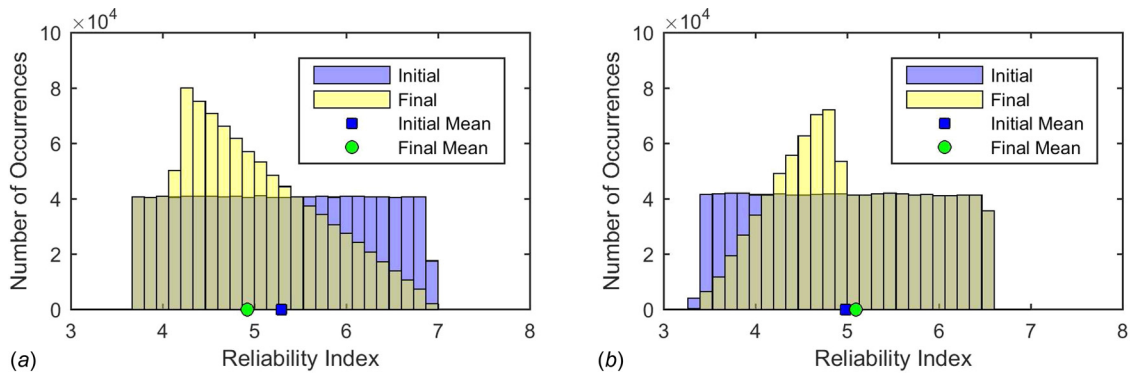 ×10⁴
10
8
6
4
2
0
Number of Occurrences
Initial
Final
Initial Mean
Final Mean
3 4 5 6 7 8
Reliability Index
(a)
×10⁴
10
8
6
4
2
0
Number of Occurrences
Initial
Final
Initial Mean
Final Mean
3 4 5 6 7 8
Reliability Index
(b)